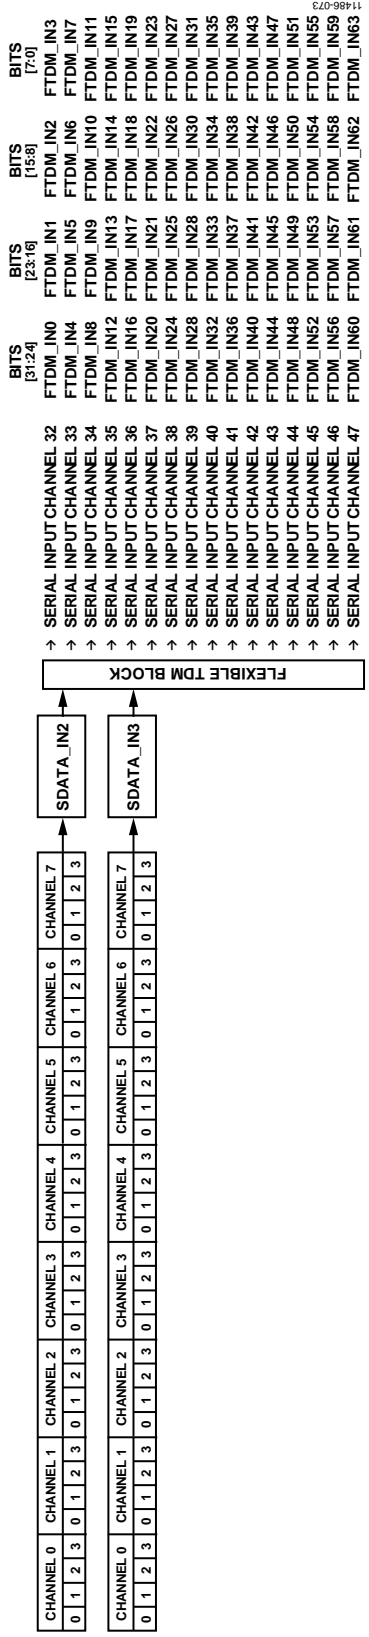 CHANNEL 0 CHANNEL 1 CHANNEL 2 CHANNEL 3 CHANNEL 4 CHANNEL 5 CHANNEL 6 CHANNEL 7
0 1 2 3 0 1 2 3 0 1 2 3 0 1 2 3 0 1 2 3 0 1 2 3 0 1 2 3 0 1 2 3
SDATA_IN2
CHANNEL 0 CHANNEL 1 CHANNEL 2 CHANNEL 3 CHANNEL 4 CHANNEL 5 CHANNEL 6 CHANNEL 7
0 1 2 3 0 1 2 3 0 1 2 3 0 1 2 3 0 1 2 3 0 1 2 3 0 1 2 3 0 1 2 3
SDATA_IN3
FLEXIBLE TDM BLOCK
BITS BITS BITS BITS
[31:24] [23:16] [15:8] [7:0]
→ SERIAL INPUT CHANNEL 32 FTDM_IN0 FTDM_IN1 FTDM_IN2 FTDM_IN3
→ SERIAL INPUT CHANNEL 33 FTDM_IN4 FTDM_IN5 FTDM_IN6 FTDM_IN7
→ SERIAL INPUT CHANNEL 34 FTDM_IN8 FTDM_IN9 FTDM_IN10 FTDM_IN11
→ SERIAL INPUT CHANNEL 35 FTDM_IN12 FTDM_IN13 FTDM_IN14 FTDM_IN15
→ SERIAL INPUT CHANNEL 36 FTDM_IN16 FTDM_IN17 FTDM_IN18 FTDM_IN19
→ SERIAL INPUT CHANNEL 37 FTDM_IN20 FTDM_IN21 FTDM_IN22 FTDM_IN23
→ SERIAL INPUT CHANNEL 38 FTDM_IN24 FTDM_IN25 FTDM_IN26 FTDM_IN27
→ SERIAL INPUT CHANNEL 39 FTDM_IN28 FTDM_IN28 FTDM_IN30 FTDM_IN31
→ SERIAL INPUT CHANNEL 40 FTDM_IN32 FTDM_IN33 FTDM_IN34 FTDM_IN35
→ SERIAL INPUT CHANNEL 41 FTDM_IN36 FTDM_IN37 FTDM_IN38 FTDM_IN39
→ SERIAL INPUT CHANNEL 42 FTDM_IN40 FTDM_IN41 FTDM_IN42 FTDM_IN43
→ SERIAL INPUT CHANNEL 43 FTDM_IN44 FTDM_IN45 FTDM_IN46 FTDM_IN47
→ SERIAL INPUT CHANNEL 44 FTDM_IN48 FTDM_IN49 FTDM_IN50 FTDM_IN51
→ SERIAL INPUT CHANNEL 45 FTDM_IN52 FTDM_IN53 FTDM_IN54 FTDM_IN55
→ SERIAL INPUT CHANNEL 46 FTDM_IN56 FTDM_IN57 FTDM_IN58 FTDM_IN59
→ SERIAL INPUT CHANNEL 47 FTDM_IN60 FTDM_IN61 FTDM_IN62 FTDM_IN63
11486-073